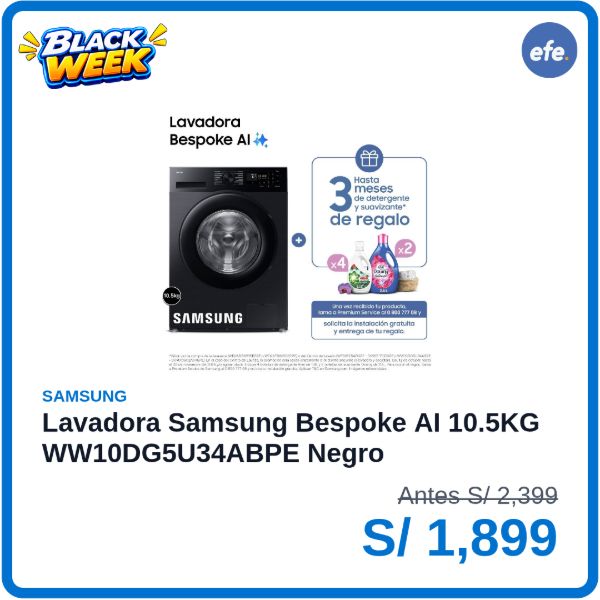 BLACK
WEEK
efe.
Lavadora
Bespoke AI
Hasta
3 meses
de detergente
y suavizante*
de regalo
x4
x2
Downy
10.5kg
SAMSUNG
+
Una vez recibido tu producto,
llama a Premium Service al 0 800 777 08 y
solicita la instalación gratuita
y entrega de tu regalo.
SAMSUNG
Lavadora Samsung Bespoke AI 10.5KG
WW10DG5U34ABPE Negro
Antes S/ 2,399
S/ 1,899